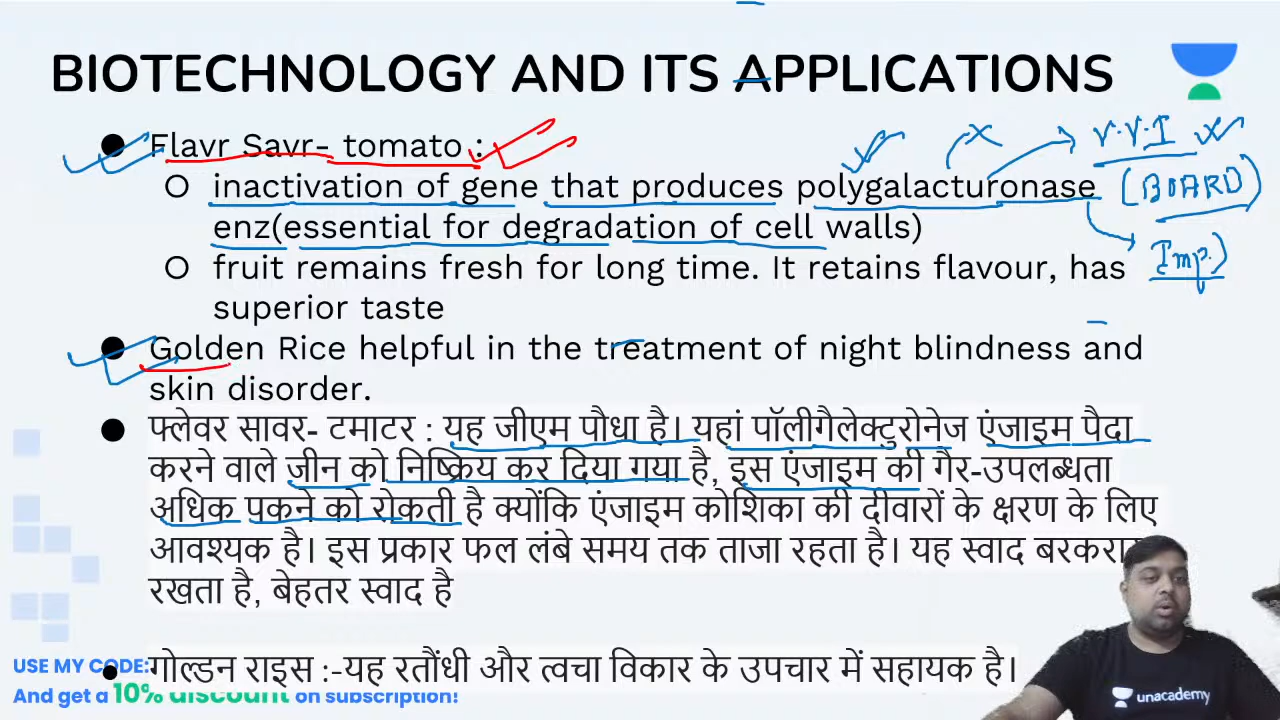 BIOTECHNOLOGY AND ITS APPLICATIONS
Flavr Savr- tomato :
V.V.I
inactivation of gene that produces polygalacturonase
(BOARD)
enz(essential for degradation of cell walls)
Imp.)
fruit remains fresh for long time. It retains flavour, has
superior taste
Golden Rice helpful in the treatment of night blindness and
skin disorder.
फ्लेवर सावर- टमाटर : यह जीएम पौधा है। यहां पॉलीगैलेक्टुरोनेज एंजाइम पैदा
करने वाले जीन को निष्क्रिय कर दिया गया है, इस एंजाइम की गैर-उपलब्धता
अधिक पकने को रोकती है क्योंकि एंजाइम कोशिका की दीवारों के क्षरण के लिए
आवश्यक है। इस प्रकार फल लंबे समय तक ताजा रहता है। यह स्वाद
रखता है, बेहतर स्वाद है
गोल्डन राइस :-यह रतौंधी और त्वचा विकार के उपचार में सहायक है।
USE MY CODE:
And get a 10% discount on subscription!
unacademy